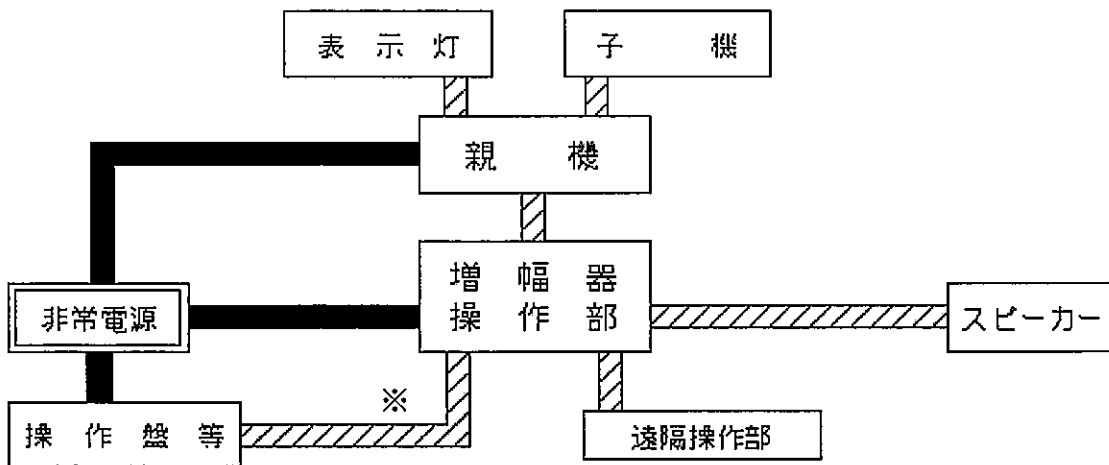 表示灯
子機
親機
増幅器
操作部
非常電源
スピーカー
※
操作盤等
遠隔操作部